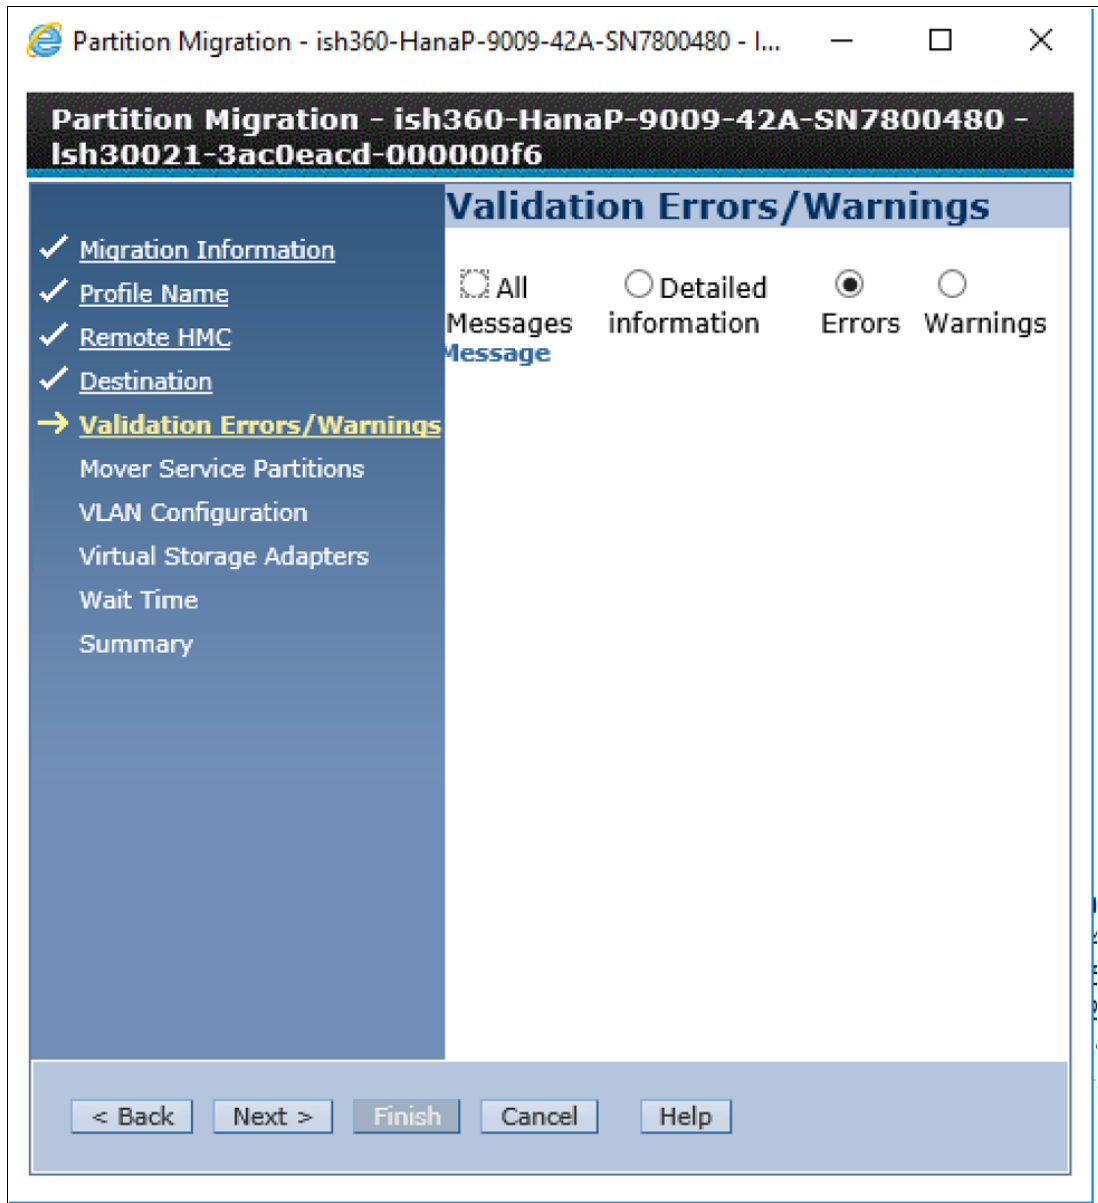 Partition Migration - ish360-HanaP-9009-42A-SN7800480 - I...
Partition Migration - ish360-HanaP-9009-42A-SN7800480 -
lsh30021-3ac0eacd-000000f6
Migration Information
Profile Name
Remote HMC
Destination
Validation Errors/Warnings
Mover Service Partitions
VLAN Configuration
Virtual Storage Adapters
Wait Time
Summary
Validation Errors/Warnings
All Messages
Detailed information
Errors
Warnings
Message
< Back
Next >
Finish
Cancel
Help